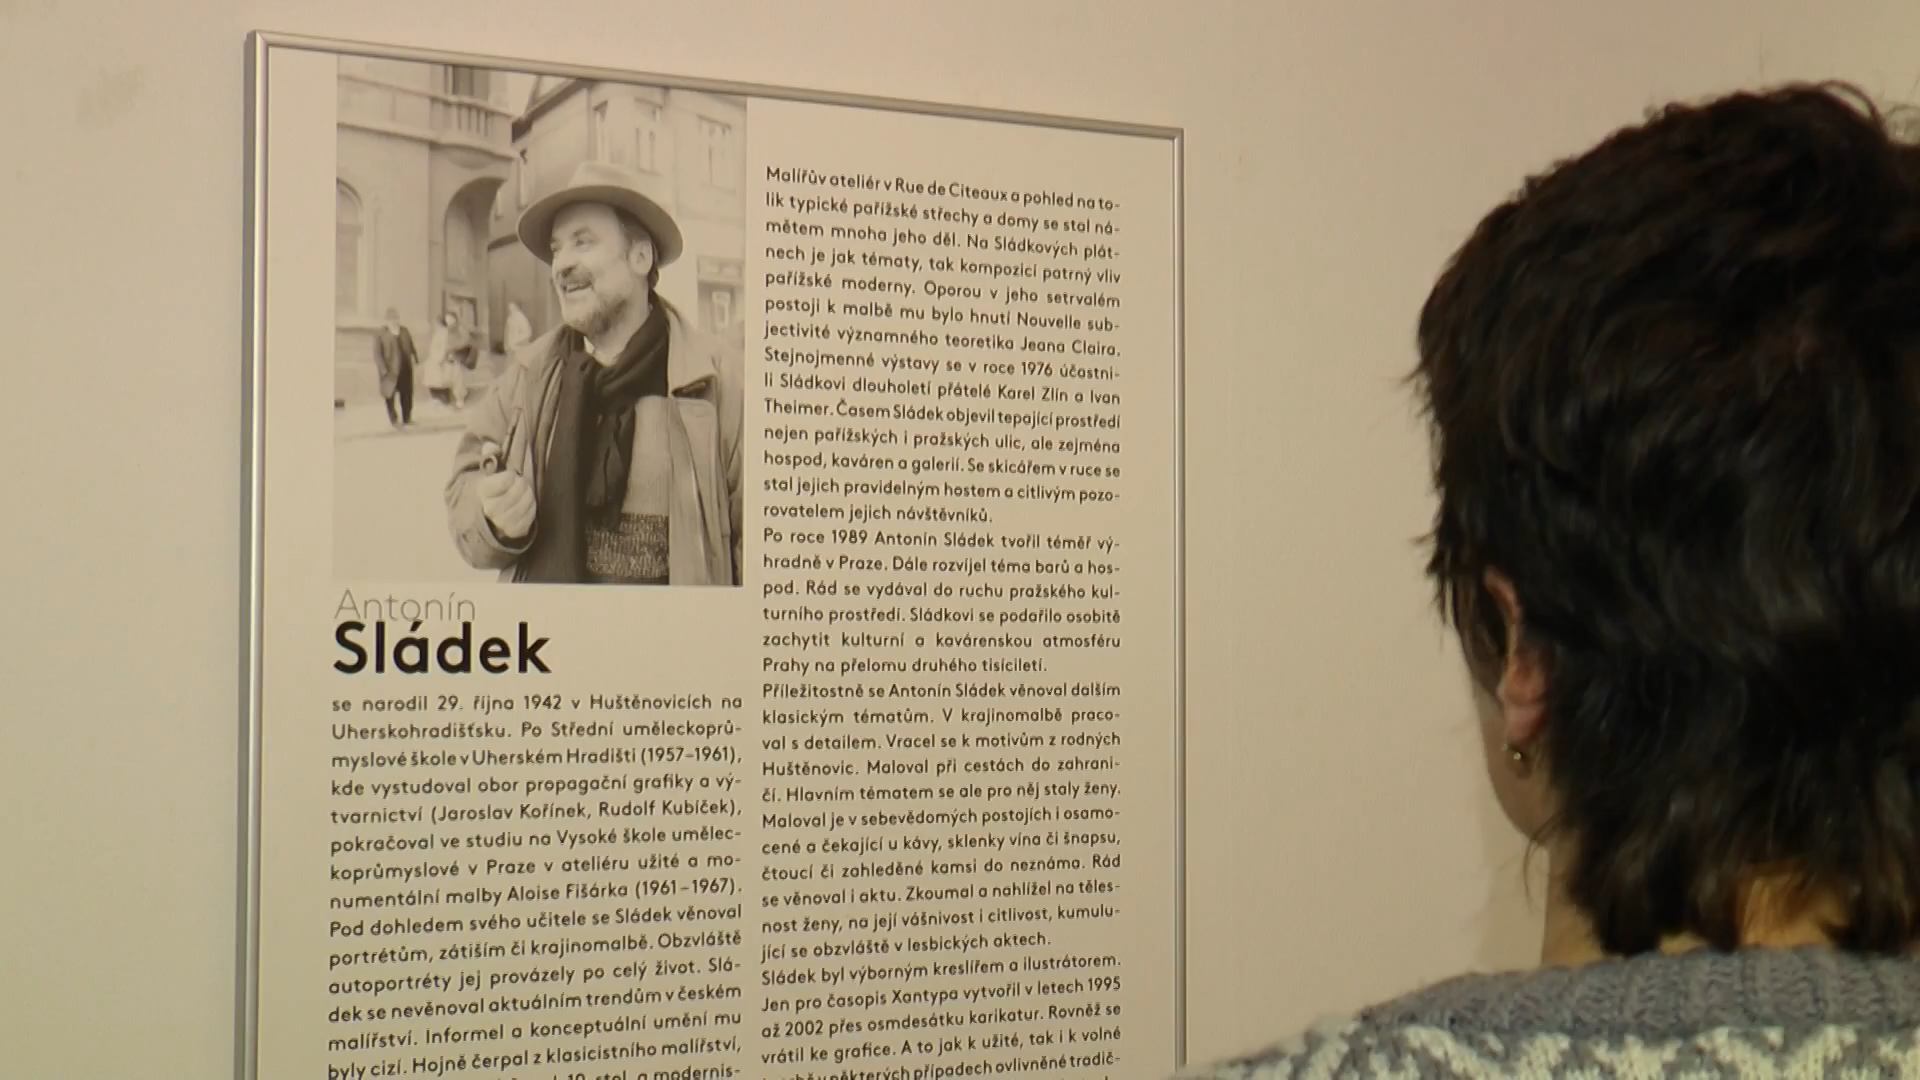 Antonín
Sládek
se narodil 29. října 1942 v Huštěnovicích na
Uherskohradišťsku. Po Střední uměleckoprů-
myslové škole v Uherském Hradišti (1957–1961),
kde vystudoval obor propagační grafiky a vý-
tvarnictví (Jaroslav Kořínek, Rudolf Kubíček),
pokračoval ve studiu na Vysoké škole umělec-
koprůmyslové v Praze v ateliéru užité a mo-
numentální malby Aloise Fišárka (1961–1967).
Pod dohledem svého učitele se Sládek věnoval
portrétům, zátiším či krajinomalbě. Obzvláště
autoportréty jej provázely po celý život. Slá-
dek se nevěnoval aktuálním trendům v českém
malířství. Informel a konceptuální umění mu
byly cizí. Hojně čerpal z klasicistního malířství,
19. stol. a modernis-
Malířův ateliér v Rue de Citeaux a pohled na to-
lik typické pařížské střechy a domy se stal ná-
mětem mnoha jeho děl. Na Sládkových plát-
nech je jak tématy, tak kompozicí patrný vliv
pařížské moderny. Oporou v jeho setrvalém
postoji k malbě mu bylo hnutí Nouvelle sub-
jectivité významného teoretika Jeana Claira.
Stejnojmenné výstavy se v roce 1976 účastni-
li Sládkovi dlouholetí přátelé Karel Zlín a Ivan
Theimer. Časem Sládek objevil tepající prostředí
nejen pařížských i pražských ulic, ale zejména
hospod, kaváren a galerií. Se skicářem v ruce se
stal jejich pravidelným hostem a citlivým pozo-
rovatelem jejich návštěvníků.
Po roce 1989 Antonín Sládek tvořil téměř vý-
hradně v Praze. Dále rozvíjel téma barů a hos-
pod. Rád se vydával do ruchu pražského kul-
turního prostředí. Sládkovi se podařilo osobitě
zachytit kulturní a kavárenskou atmosféru
Prahy na přelomu druhého tisíciletí.
Příležitostně se Antonín Sládek věnoval dalším
klasickým tématům. V krajinomalbě praco-
val s detailem. Vracel se k motivům z rodných
Huštěnovic. Maloval při cestách do zahrani-
čí. Hlavním tématem se ale pro něj staly ženy.
Maloval je v sebevědomých postojích i osamo-
cené a čekající u kávy, sklenky vína či šnapsu,
čtoucí či zahleděné kamsi do neznáma. Rád
se věnoval i aktu. Zkoumal a nahlížel na těles-
nost ženy, na její vášnivost i citlivost, kumulu-
jící se obzvláště v lesbických aktech.
Sládek byl výborným kreslířem a ilustrátorem.
Jen pro časopis Xantypa vytvořil v letech 1995
až 2002 přes osmdesátku karikatur. Rovněž se
vrátil ke grafice. A to jak k užité, tak i k volné
v některých případech ovlivněné tradič-